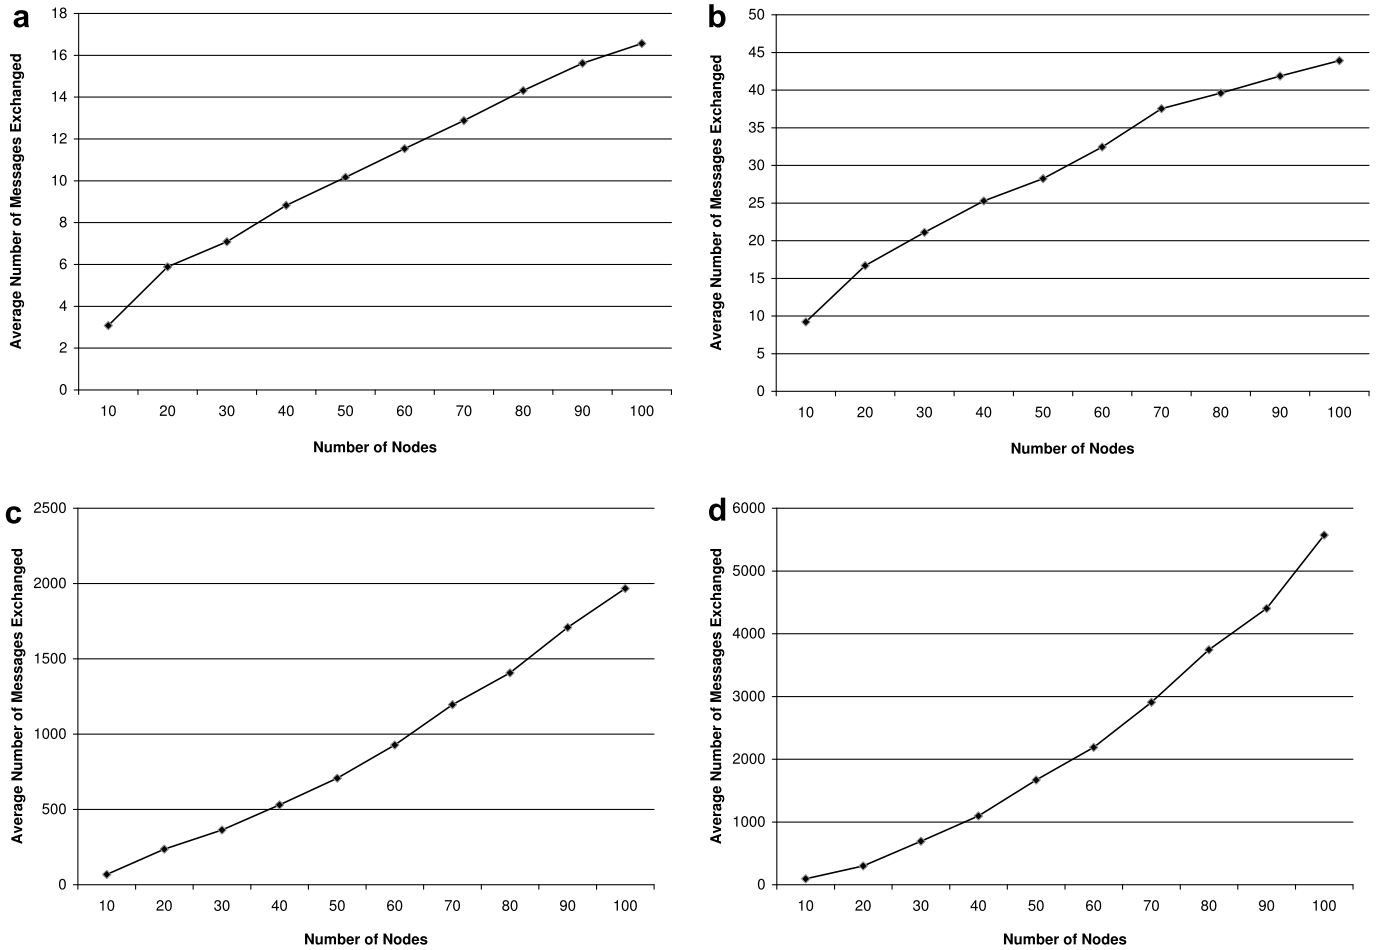 a
Average Number of Messages Exchanged
18
16
14
12
10
8
6
4
2
0
10 20 30 40 50 60 70 80 90 100
Number of Nodes
b
Average Number of Messages Exchanged
50
45
40
35
30
25
20
15
10
5
0
10 20 30 40 50 60 70 80 90 100
Number of Nodes
c
Average Number of Messages Exchanged
2500
2000
1500
1000
500
0
10 20 30 40 50 60 70 80 90 100
Number of Nodes
d
Average Number of Messages Exchanged
6000
5000
4000
3000
2000
1000
0
10 20 30 40 50 60 70 80 90 100
Number of Nodes